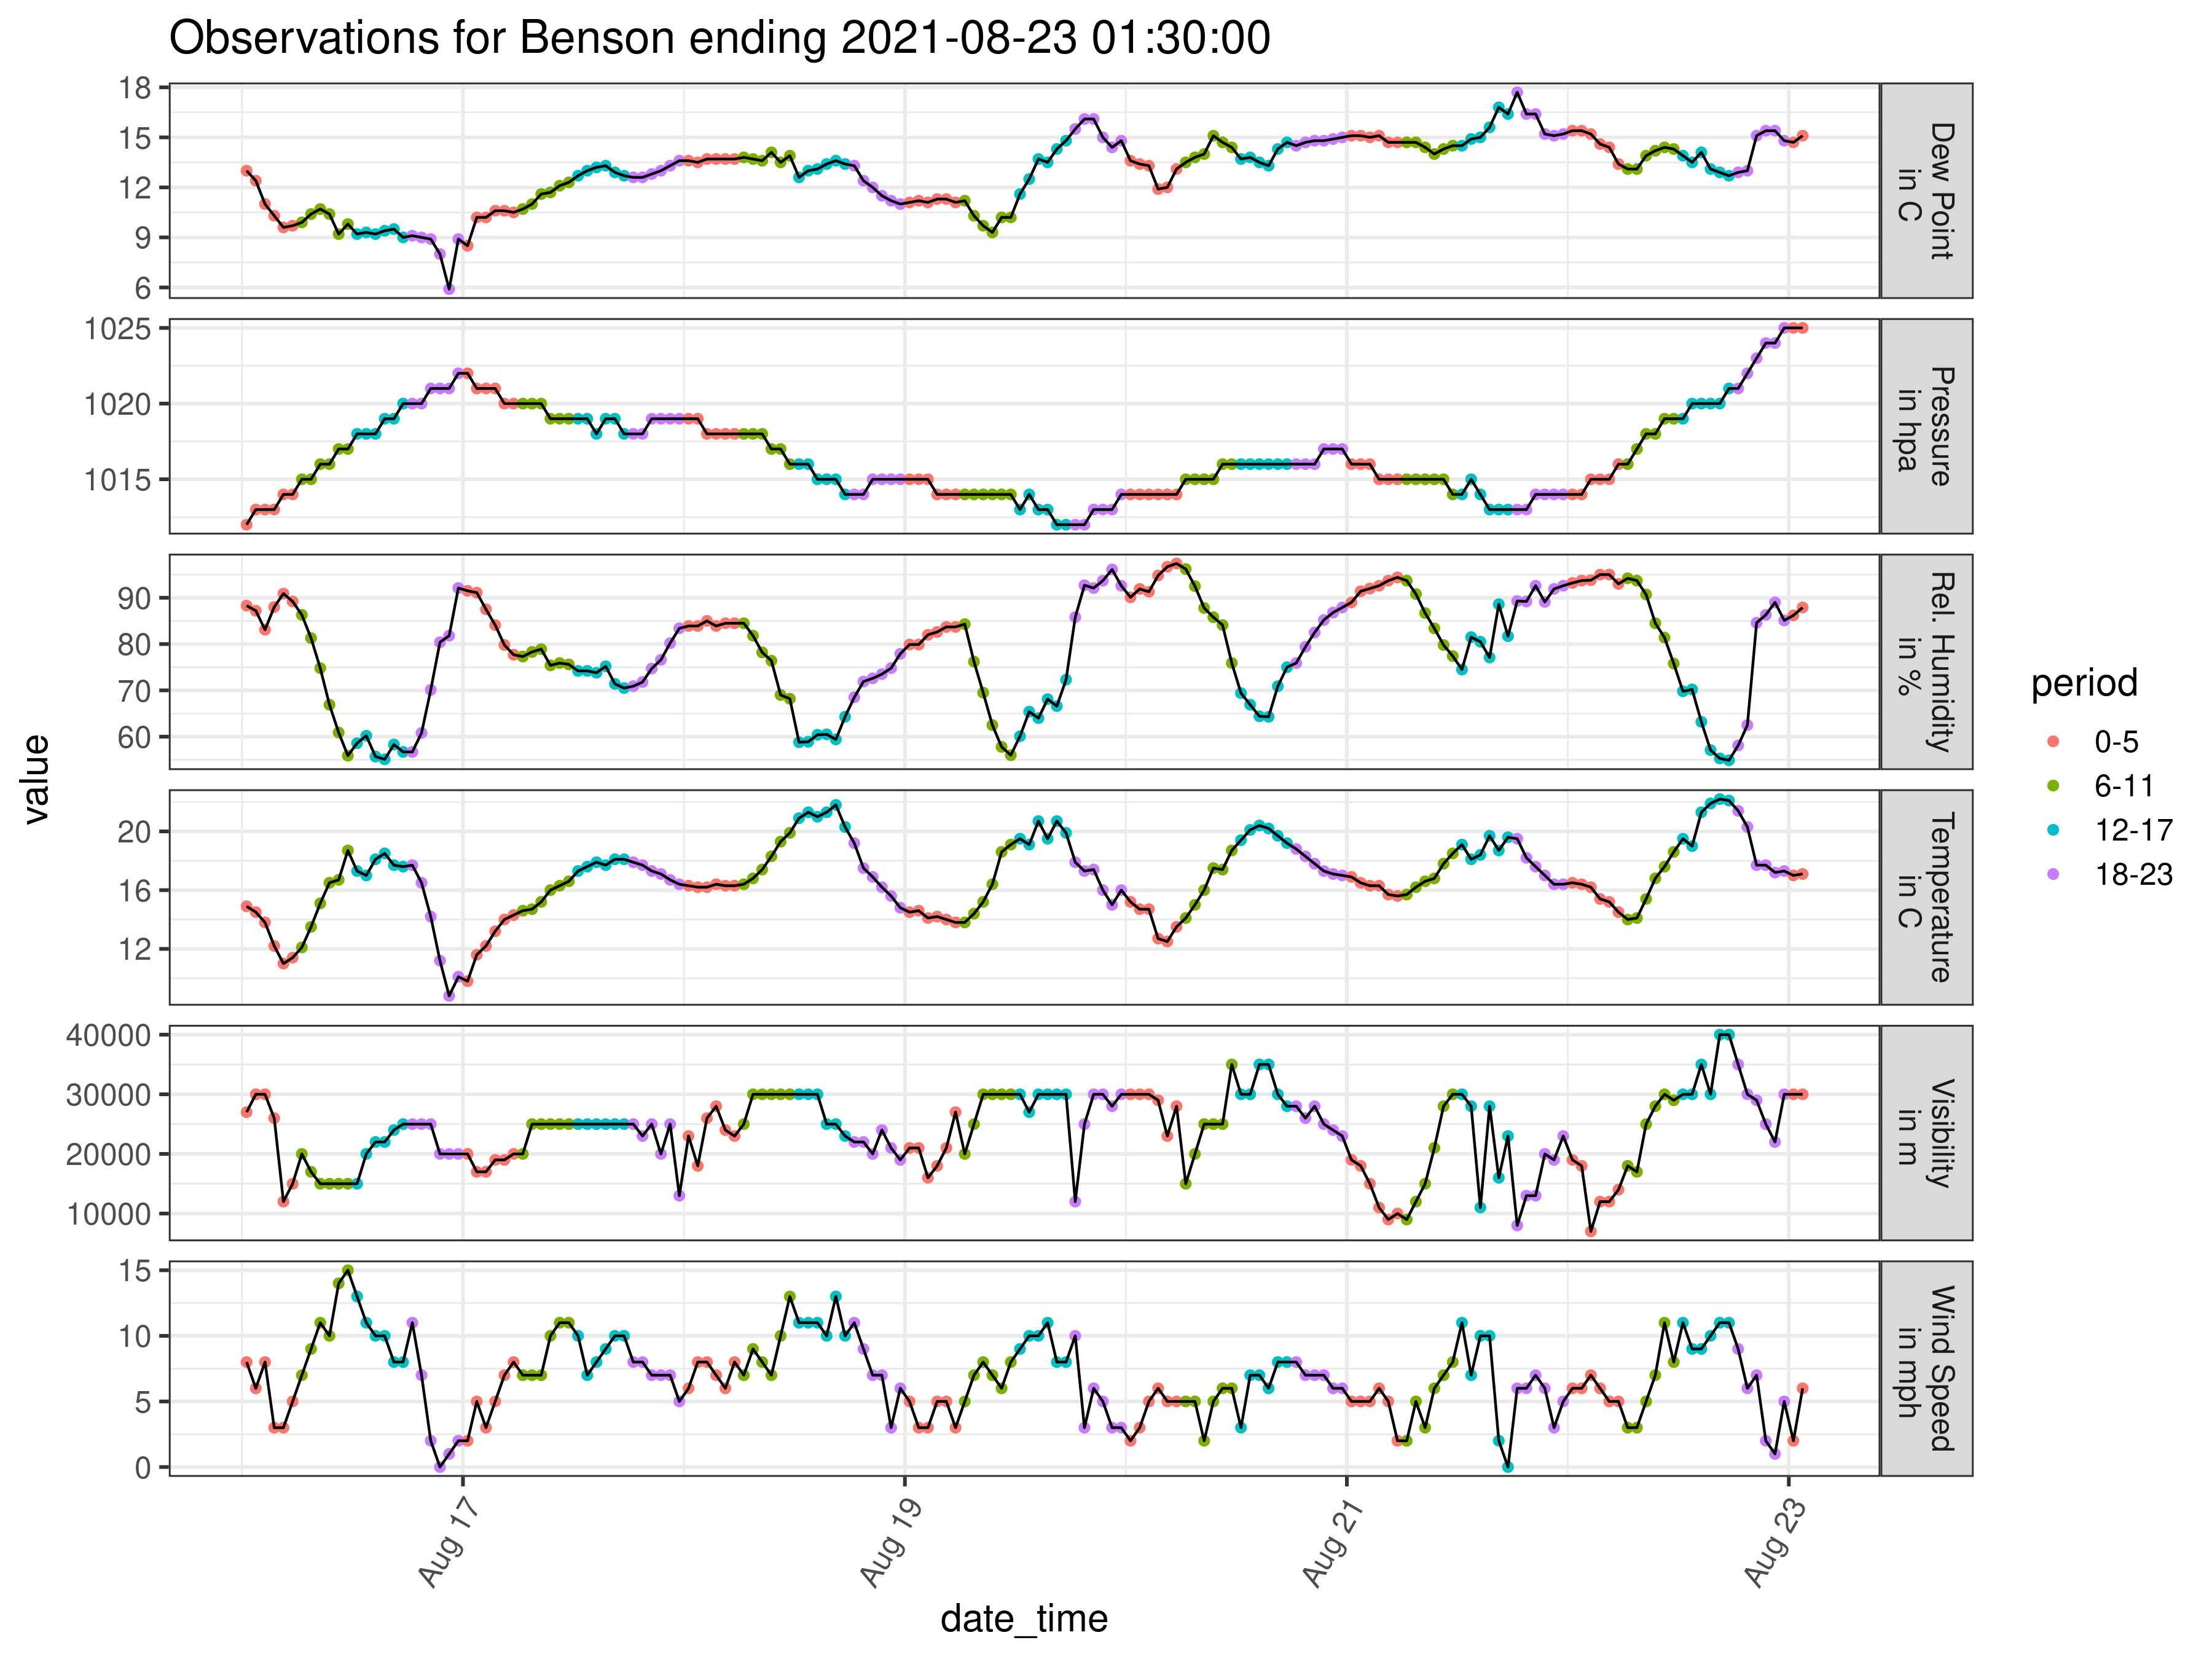 Observations for Benson ending 2021-08-23 01:30:00
value
18
15
12
9
6
Dew Point
in C
1025
1020
1015
Pressure
in hpa
90
80
70
60
Rel. Humidity
in %
20
16
12
Temperature
in C
40000
30000
20000
10000
Visibility
in m
15
10
5
0
Wind Speed
in mph
Aug 17
Aug 19
Aug 21
Aug 23
date_time
period
0-5
6-11
12-17
18-23